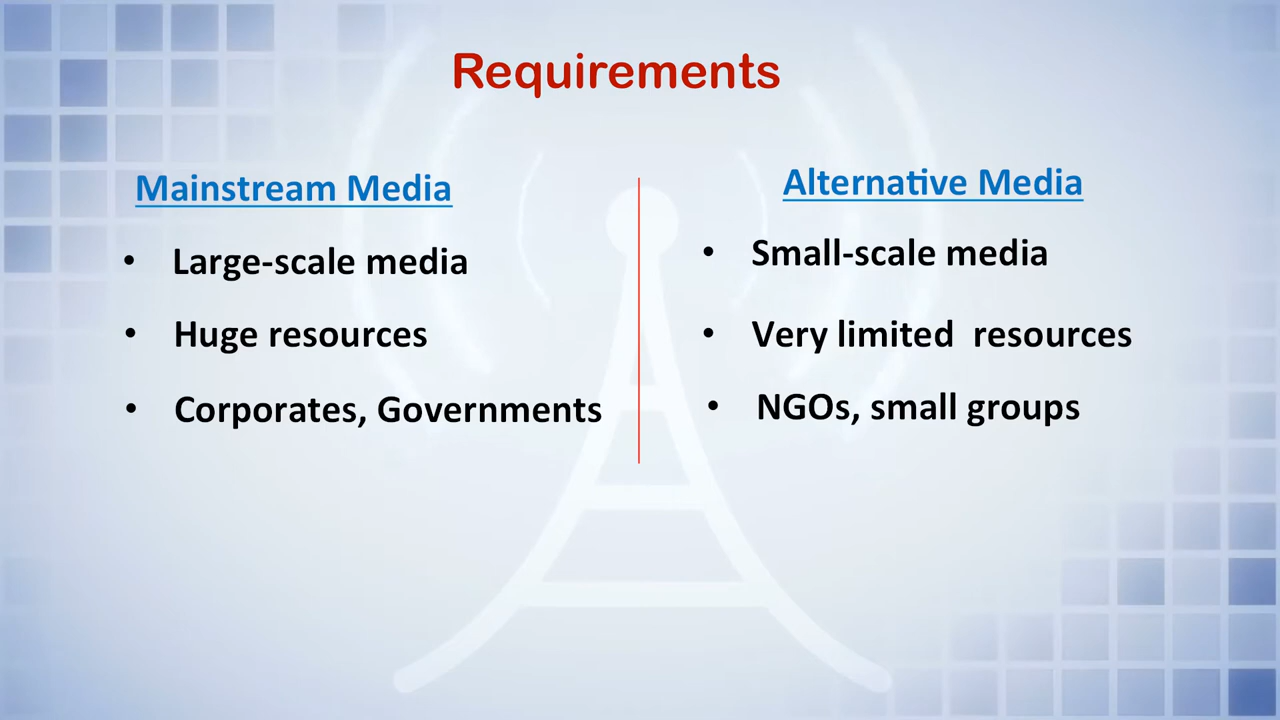 Requirements
Mainstream Media
• Large-scale media
• Huge resources
• Corporates, Governments
Alternative Media
• Small-scale media
• Very limited  resources
• NGOs, small groups